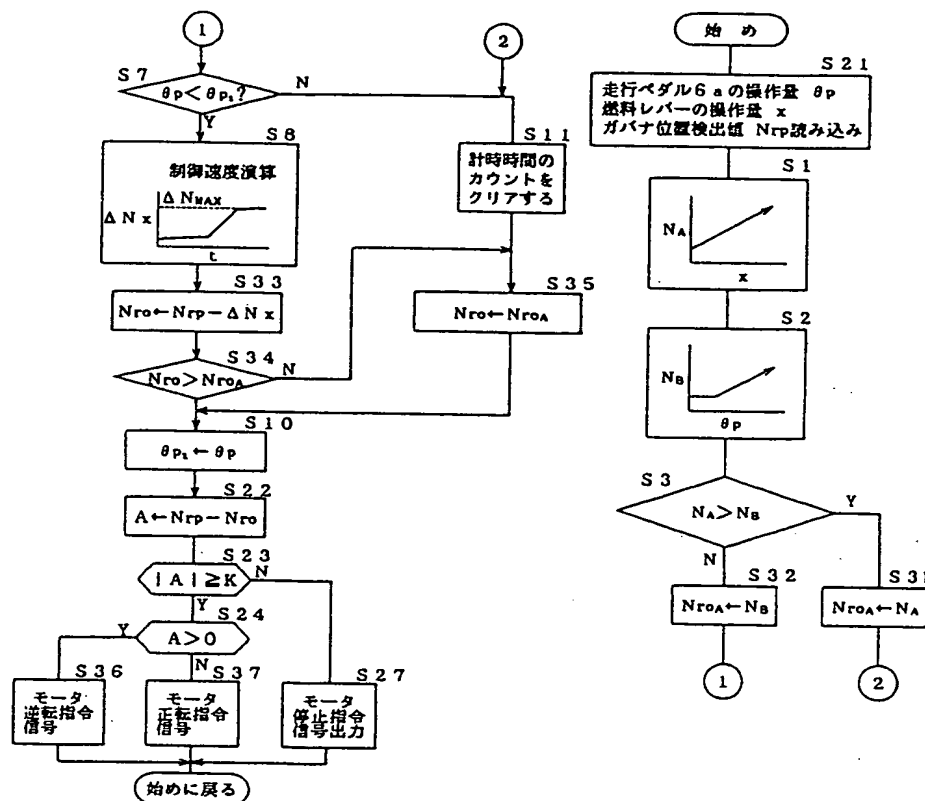 ①
S7
θp<θp₁?
N
Y
S8
制御速度演算
ΔNMAX
ΔNx
t
S33
Nro←Nrp−ΔNx
S34
Nro>NroA
N
S10
θp₁←θp
S22
A←Nrp−Nro
S23
|A|≧K
N
Y
S24
A>0
Y
N
S36
モータ
逆転指令
信号
S37
モータ
正転指令
信号
S27
モータ
停止指令
信号出力
始めに戻る
②
S11
計時時間の
カウントを
クリアする
S35
Nro←NroA
始め
S21
走行ペダル6aの操作量 θp
燃料レバーの操作量 x
ガバナ位置検出値 Nrp読み込み
S1
NA
x
S2
NB
θp
S3
NA>NB
Y
N
S32
NroA←NB
S31
NroA←NA
①
②